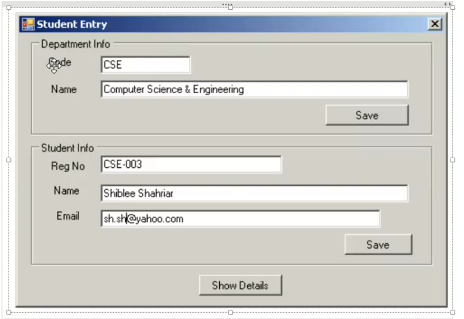 Student Entry
Department Info
Code CSE
Name Computer Science & Engineering
Save
Student Info
Reg No CSE-003
Name Shiblee Shahriar
Email sh.sh@yahoo.com
Save
Show Details